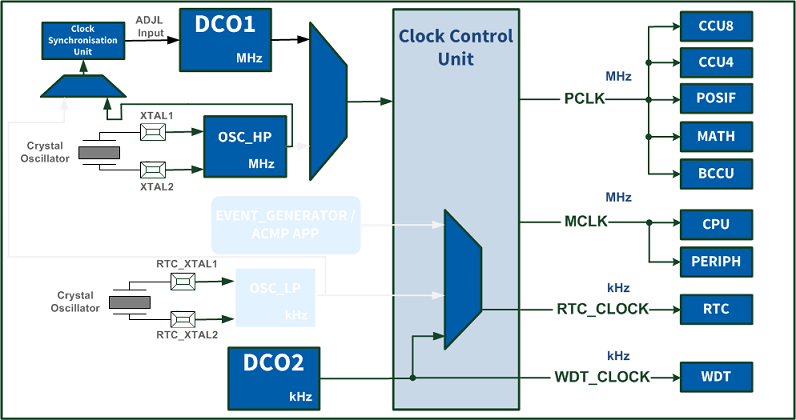 Clock
Synchronisation
Unit
ADJL
Input
DCO1
MHz
Clock Control
Unit
CCU8
MHz
CCU4
PCLK
POSIF
XTAL1
OSC_HP
MHz
MATH
Crystal
Oscillator
XTAL2
BCCU
MHz
EVENT_GENERATOR /
ACMP APP
MCLK
CPU
PERIPH
RTC_XTAL1
OSC_LP
kHz
Crystal
Oscillator
RTC_XTAL2
kHz
RTC_CLOCK
RTC
DCO2
kHz
kHz
WDT_CLOCK
WDT